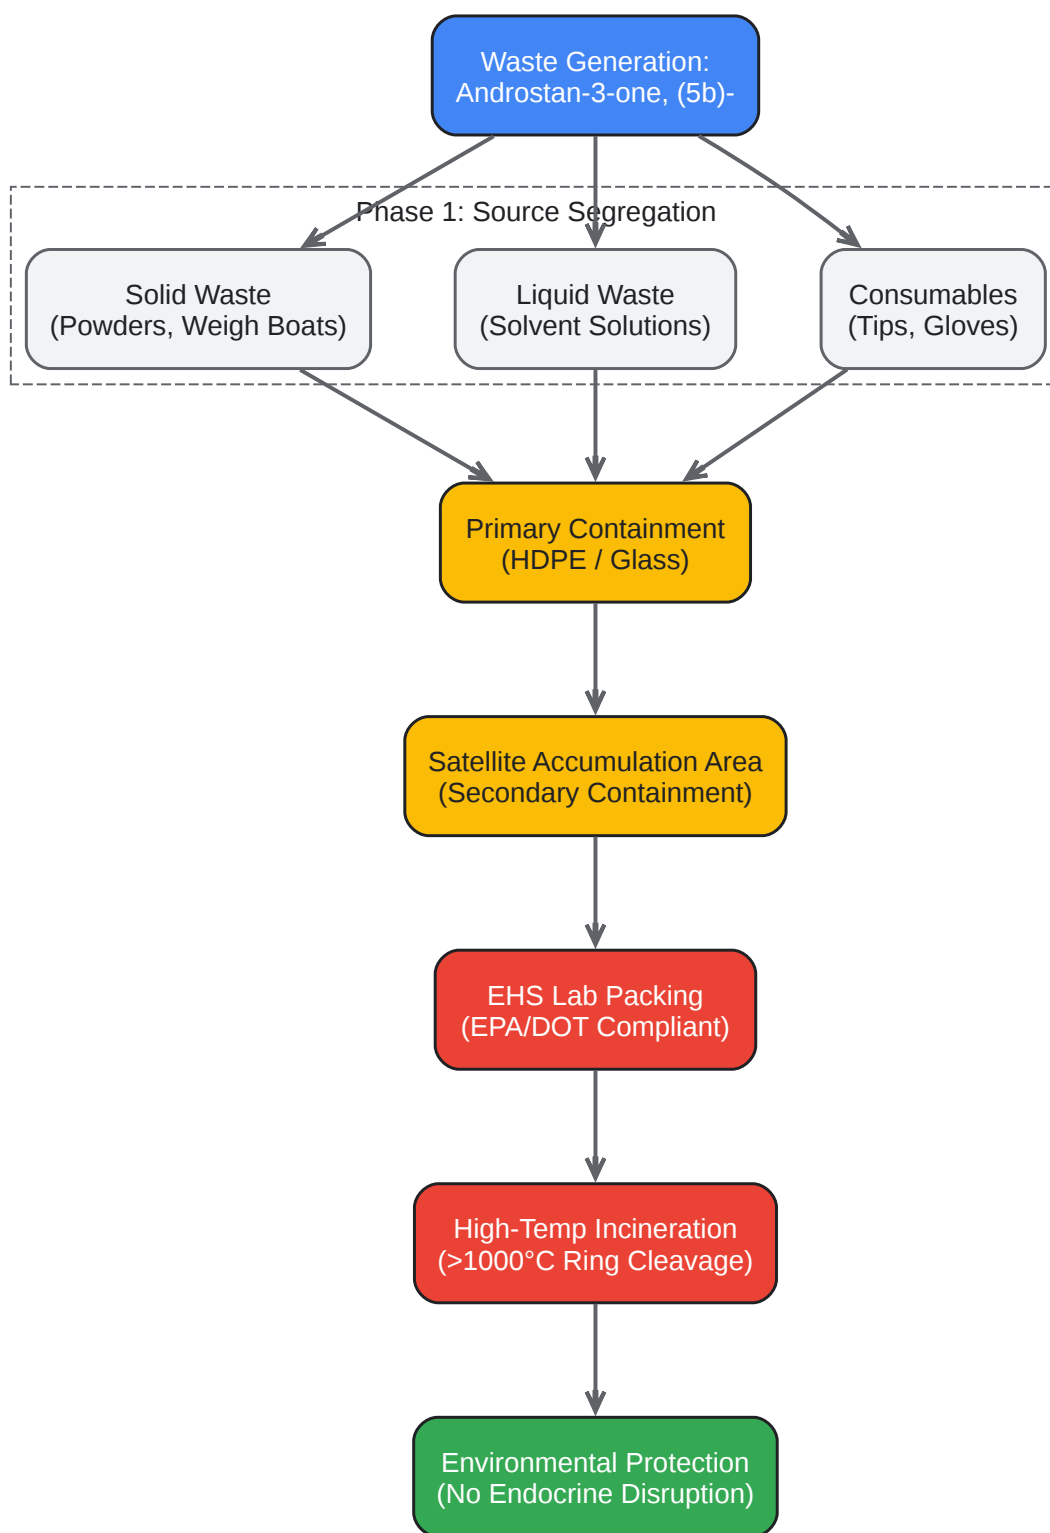 Waste Generation:
Androstan-3-one, (5b)-
Phase 1: Source Segregation
Solid Waste
(Powders, Weigh Boats)
Liquid Waste
(Solvent Solutions)
Consumables
(Tips, Gloves)
Primary Containment
(HDPE / Glass)
Satellite Accumulation Area
(Secondary Containment)
EHS Lab Packing
(EPA/DOT Compliant)
High-Temp Incineration
(>1000°C Ring Cleavage)
Environmental Protection
(No Endocrine Disruption)